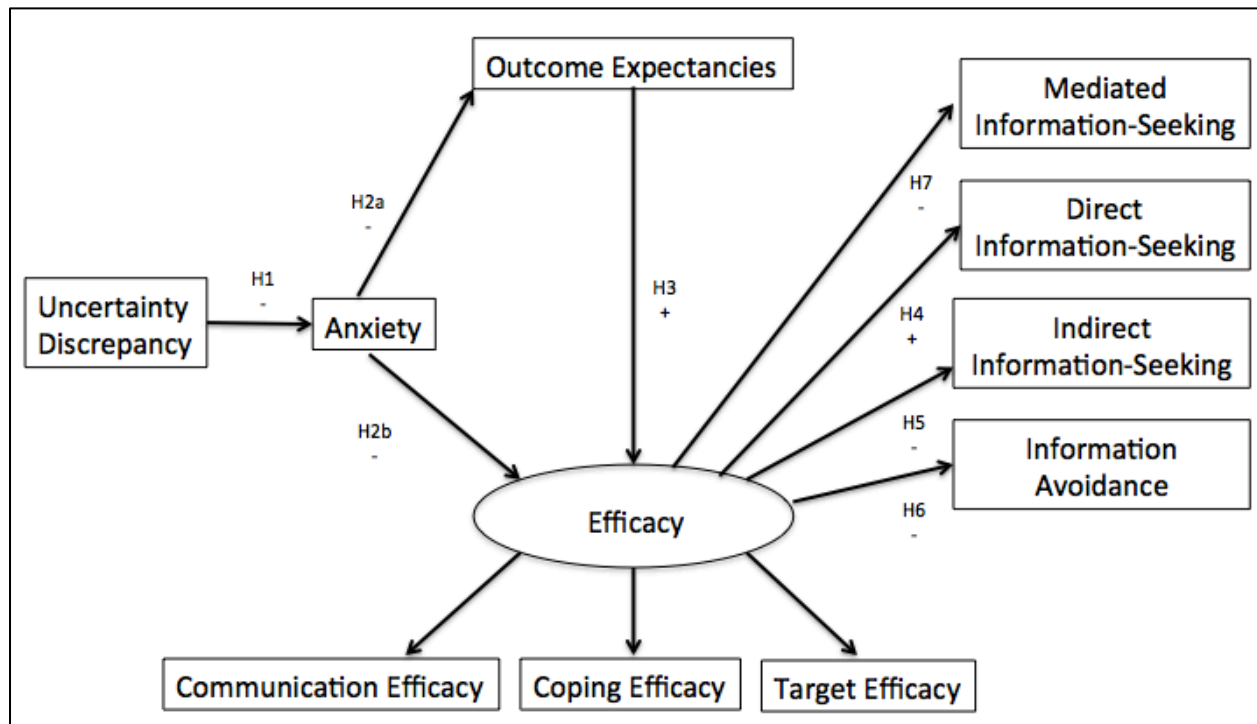 Outcome Expectancies
Mediated
Information-Seeking
H7
-
H2a
-
Direct
Information-Seeking
H1
-
Uncertainty
Discrepancy
Anxiety
H3
+
H4
+
Indirect
Information-Seeking
H2b
-
H5
-
Information
Avoidance
H6
-
Efficacy
Communication Efficacy
Coping Efficacy
Target Efficacy